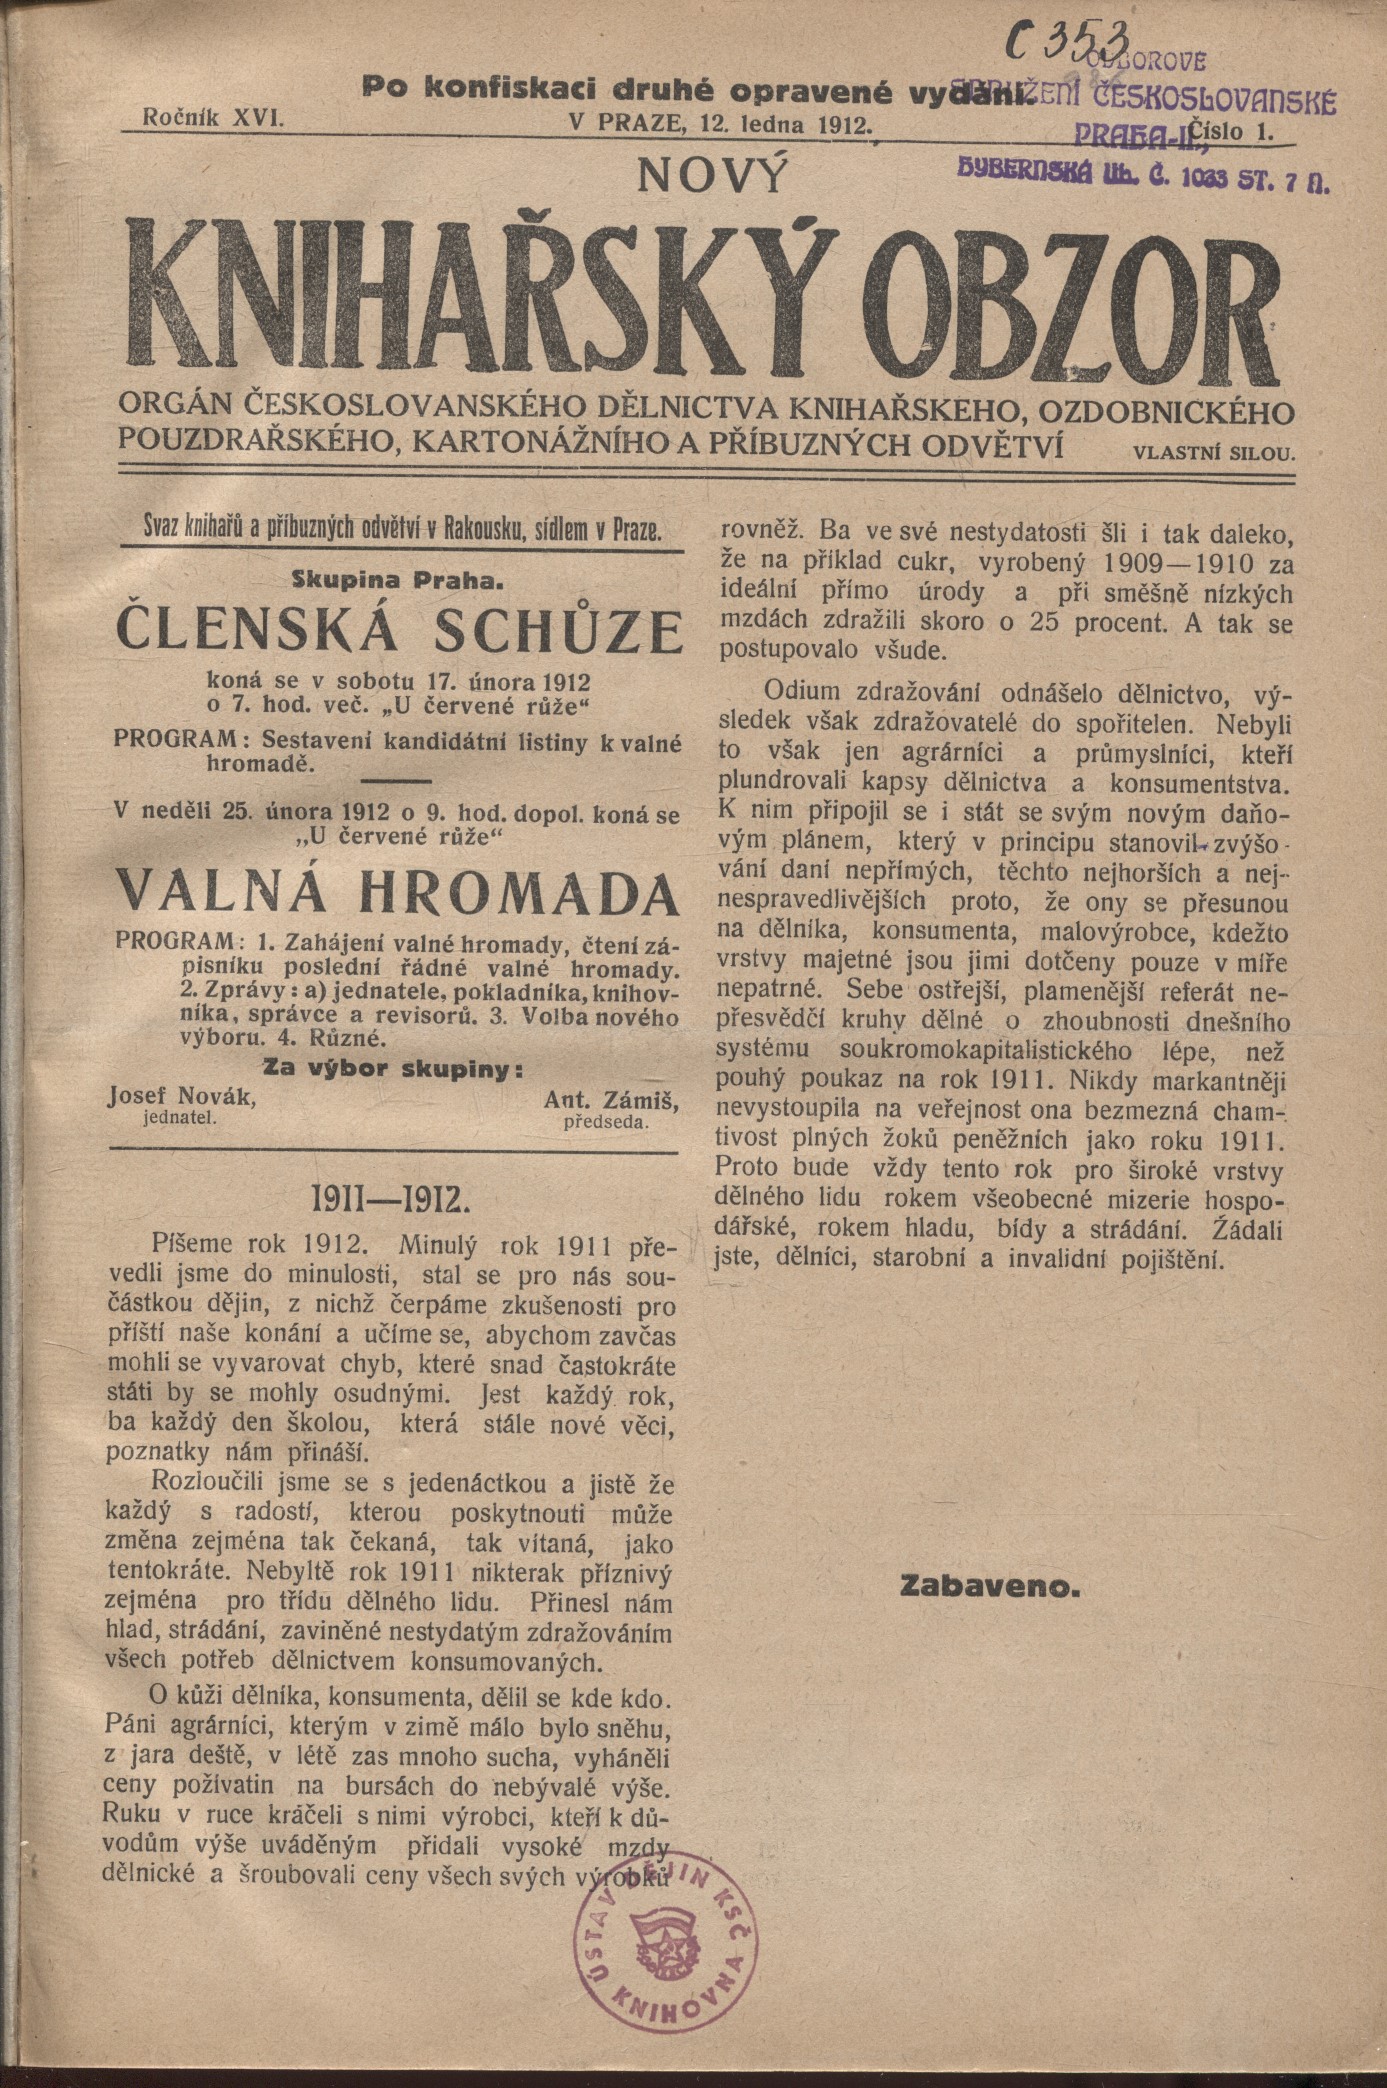 C 353
Po konfiskaci druhé opravené vydání.
ODBOROVÉ
SDRUŽENÍ ČESKOSLOVANSKÉ
PRAHA-II.,
HYBERNSKÁ UL. Č. 1033 ST. 7 N.
Ročník XVI.
V PRAZE, 12. ledna 1912.
Číslo 1.
NOVÝ
KNIHAŘSKÝ OBZOR
ORGÁN ČESKOSLOVANSKÉHO DĚLNICTVA KNIHAŘSKEHO, OZDOBNICKÉHO
POUZDRAŘSKÉHO, KARTONÁŽNÍHO A PŘÍBUZNÝCH ODVĚTVÍ
VLASTNÍ SILOU.
Svaz knihařů a příbuzných odvětví v Rakousku, sídlem v Praze.
Skupina Praha.
ČLENSKÁ SCHŮZE
koná se v sobotu 17. února 1912
o 7. hod. več. „U červené růže“
PROGRAM: Sestavení kandidátní listiny k valné
hromadě.
V neděli 25. února 1912 o 9. hod. dopol. koná se
„U červené růže“
VALNÁ HROMADA
PROGRAM: 1. Zahájení valné hromady, čtení zá-
pisníku poslední řádné valné hromady.
2. Zprávy: a) jednatele, pokladníka, knihov-
níka, správce a revisorů. 3. Volba nového
výboru. 4. Různé.
Za výbor skupiny:
Josef Novák,
jednatel.
Ant. Zámiš,
předseda.
1911—1912.
Píšeme rok 1912. Minulý rok 1911 pře-
vedli jsme do minulosti, stal se pro nás sou-
částkou dějin, z nichž čerpáme zkušenosti pro
příští naše konání a učíme se, abychom zavčas
mohli se vyvarovat chyb, které snad častokráte
státi by se mohly osudnými. Jest každý rok,
ba každý den školou, která stále nové věci,
poznatky nám přináší.
Rozloučili jsme se s jedenáctkou a jistě že
každý s radostí, kterou poskytnouti může
změna zejména tak čekaná, tak vítaná, jako
tentokráte. Nebyltě rok 1911 nikterak příznivý
zejména pro třídu dělného lidu. Přinesl nám
hlad, strádání, zaviněné nestydatým zdražováním
všech potřeb dělnictvem konsumovaných.
O kůži dělníka, konsumenta, dělil se kde kdo.
Páni agrárníci, kterým v zimě málo bylo sněhu,
z jara deště, v létě zas mnoho sucha, vyháněli
ceny požívatin na bursách do nebývalé výše.
Ruku v ruce kráčeli s nimi výrobci, kteří k dů-
vodům výše uváděným přidali vysoké mzdy
dělnické a šroubovali ceny všech svých výrobků
rovněž. Ba ve své nestydatosti šli i tak daleko,
že na příklad cukr, vyrobený 1909—1910 za
ideální přímo úrody a při směšně nízkých
mzdách zdražili skoro o 25 procent. A tak se
postupovalo všude.
Odium zdražování odnášelo dělnictvo, vý-
sledek však zdražovatelé do spořitelen. Nebyli
to však jen agrárníci a průmyslníci, kteří
plundrovali kapsy dělnictva a konsumentstva.
K nim připojil se i stát se svým novým daňo-
vým plánem, který v principu stanovil zvýšo-
vání daní nepřímých, těchto nejhorších a nej-
nespravedlivějších proto, že ony se přesunou
na dělníka, konsumenta, malovýrobce, kdežto
vrstvy majetné jsou jimi dotčeny pouze v míře
nepatrné. Sebe ostřejší, plamenější referát ne-
přesvědčí kruhy dělné o zhoubnosti dnešního
systému soukromokapitalistického lépe, než
pouhý poukaz na rok 1911. Nikdy markantněji
nevystoupila na veřejnost ona bezmezná cham-
tivost plných žoků peněžních jako roku 1911.
Proto bude vždy tento rok pro široké vrstvy
dělného lidu rokem všeobecné mizerie hospo-
dářské, rokem hladu, bídy a strádání. Žádali
jste, dělníci, starobní a invalidní pojištění.
Zabaveno.
ÚSTAV DĚJIN KSČ
KNIHOVNA